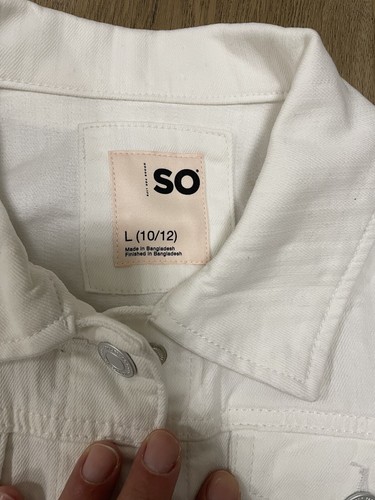 SO
L (10/12)
Made in Bangladesh
Finished in Bangladesh